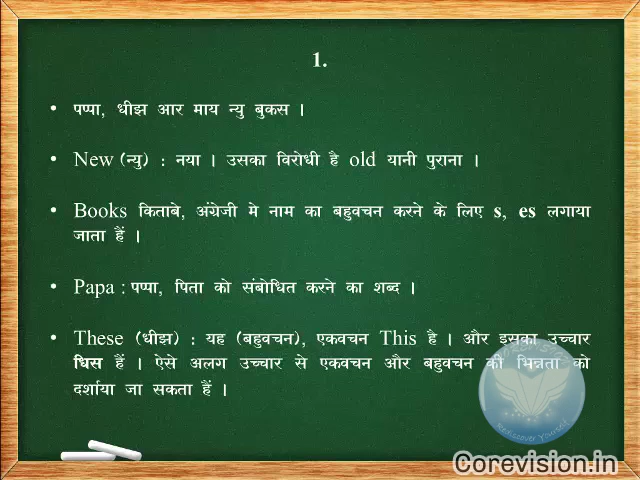 1.
• पप्पा, धीझ आर माय न्यु बुकस ।
• New (न्यु) : नया । उसका विरोधी है old यानी पुराना ।
• Books किताबे, अंग्रेजी मे नाम का बहुवचन करने के लिए s, es लगाया
जाता हैं ।
• Papa : पप्पा, पिता को संबोधित करने का शब्द ।
• These (धीझ) : यह (बहुवचन), एकवचन This है । और इसका उच्चार
धिस हैं । ऐसे अलग उच्चार से एकवचन और बहुवचन की भिन्नता को
दर्शाया जा सकता हैं ।
Rediscover Yourself
Corevision.in